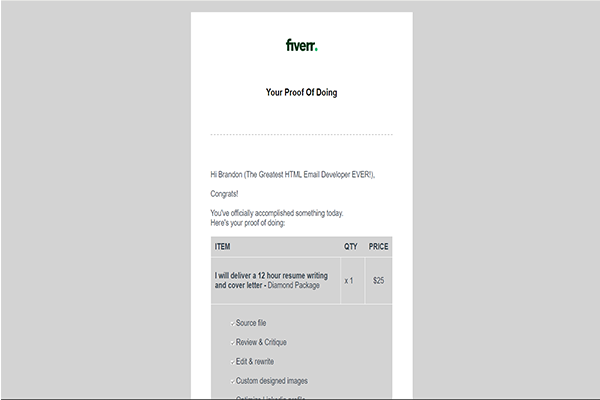 fiverr.
Your Proof Of Doing
Hi Brandon (The Greatest HTML Email Developer EVER!),
Congrats!
You've officially accomplished something today.
Here's your proof of doing:
ITEM QTY PRICE
I will deliver a 12 hour resume writing
and cover letter - Diamond Package x 1 $25
Source file
Review & Critique
Edit & rewrite
Custom designed images